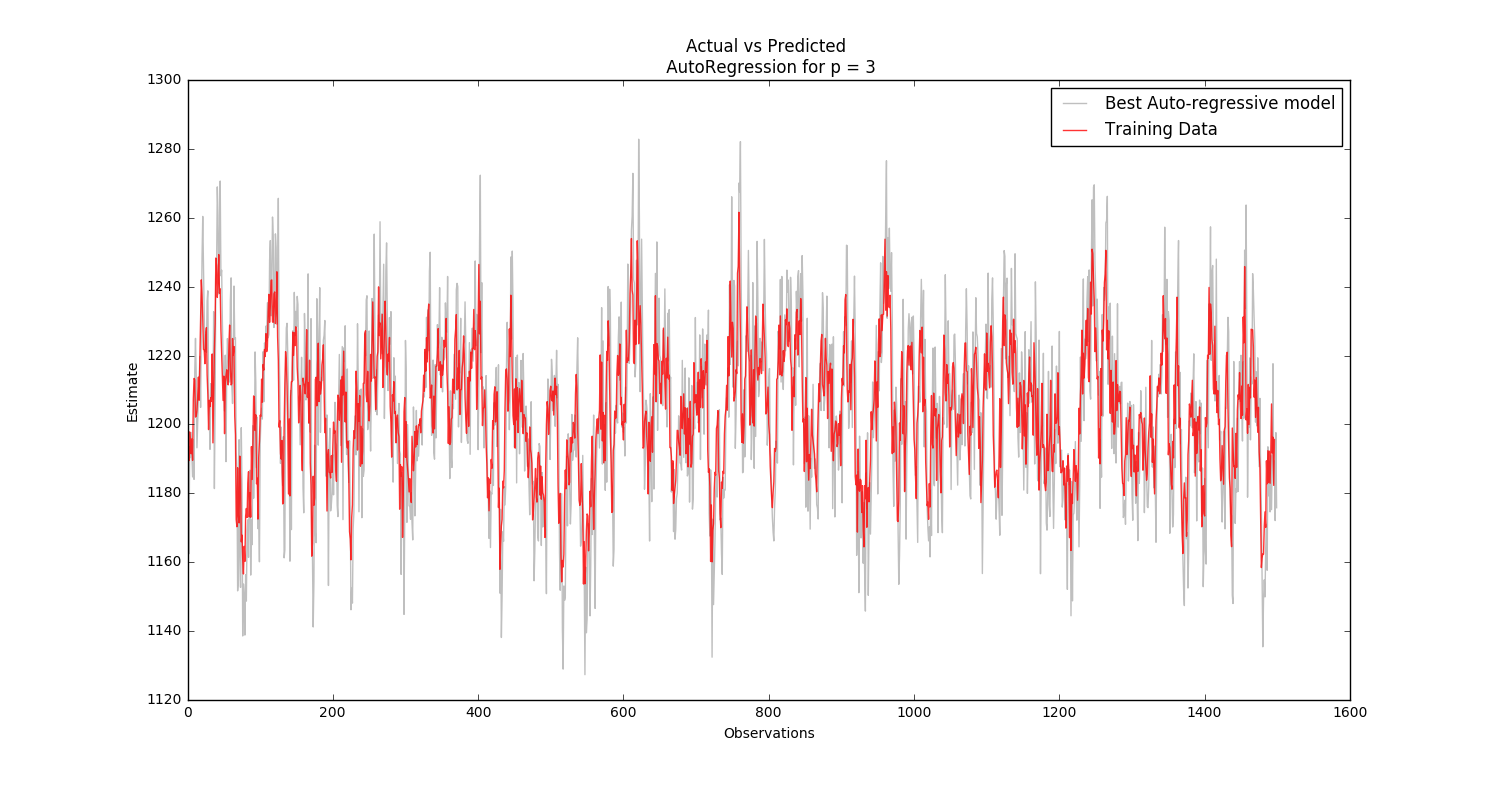 Actual vs Predicted
AutoRegression for p = 3
1300
1280
1260
1240
1220
1200
1180
1160
1140
1120
Estimate
Best Auto-regressive model
Training Data
0 200 400 600 800 1000 1200 1400 1600
Observations